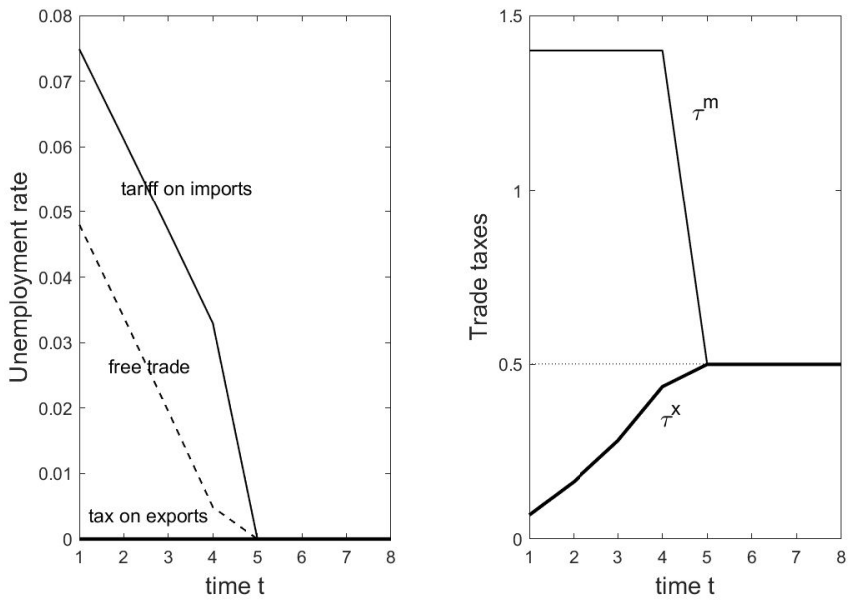 0.08
0.07
0.06
0.05
0.04
0.03
0.02
0.01
0
Unemployment rate
tariff on imports
free trade
tax on exports
1 2 3 4 5 6 7 8
time t
1.5
1
0.5
0
Trade taxes
τm
τx
1 2 3 4 5 6 7 8
time t